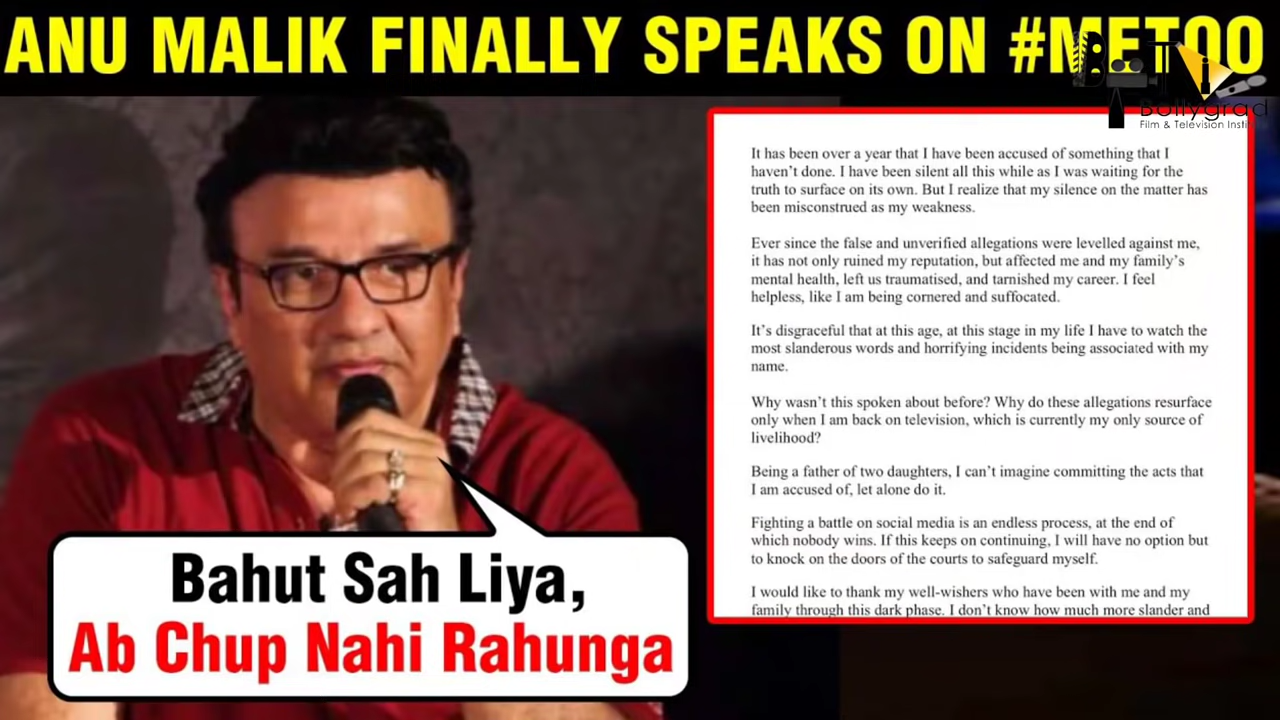 ANU MALIK FINALLY SPEAKS ON #METOO
Bollygrad
Film & Television
It has been over a year that I have been accused of something that I
haven't done. I have been silent all this while as I was waiting for the
truth to surface on its own. But I realize that my silence on the matter has
been misconstrued as my weakness.
Ever since the false and unverified allegations were levelled against me,
it has not only ruined my reputation, but affected me and my family's
mental health, left us traumatised, and tarnished my career. I feel
helpless, like I am being cornered and suffocated.
It's disgraceful that at this age, at this stage in my life I have to watch the
most slanderous words and horrifying incidents being associated with my
name.
Why wasn't this spoken about before? Why do these allegations resurface
only when I am back on television, which is currently my only source of
livelihood?
Being a father of two daughters, I can't imagine committing the acts that
I am accused of, let alone do it.
Fighting a battle on social media is an endless process, at the end of
which nobody wins. If this keeps on continuing, I will have no option but
to knock on the doors of the courts to safeguard myself.
I would like to thank my well-wishers who have been with me and my
family through this dark phase. I don't know how much more slander and
Bahut Sah Liya,
Ab Chup Nahi Rahunga